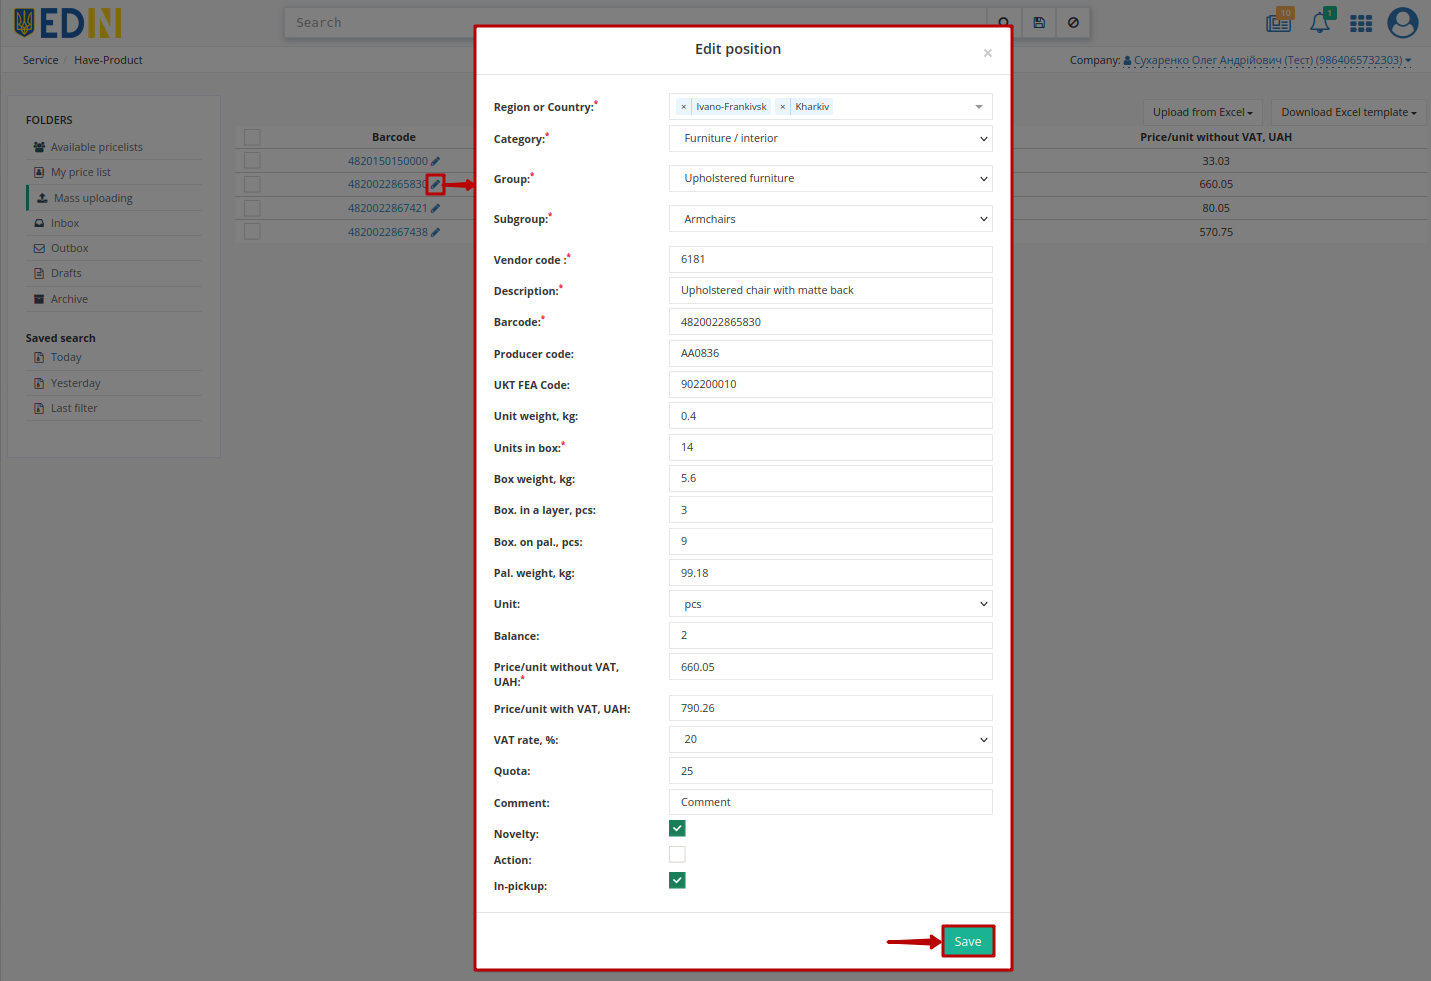 EDIN
Search
10
1
Service / Have-Product
Company: Сухаренко Олег Андрійович (Тест) (9864065732303)
FOLDERS
Available pricelists
My price list
Mass uploading
Inbox
Outbox
Drafts
Archive
Saved search
Today
Yesterday
Last filter
Upload from Excel
Download Excel template
Barcode
Price/unit without VAT, UAH
4820150150000
33.03
4820022865830
660.05
4820022867421
80.05
4820022867438
570.75
Edit position
×
Region or Country:*
× Ivano-Frankivsk × Kharkiv
Category:*
Furniture / interior
Group:*
Upholstered furniture
Subgroup:*
Armchairs
Vendor code :*
6181
Description:*
Upholstered chair with matte back
Barcode:*
4820022865830
Producer code:
AA0836
UKT FEA Code:
902200010
Unit weight, kg:
0.4
Units in box:*
14
Box weight, kg:
5.6
Box. in a layer, pcs:
3
Box. on pal., pcs:
9
Pal. weight, kg:
99.18
Unit:
pcs
Balance:
2
Price/unit without VAT,
UAH:*
660.05
Price/unit with VAT, UAH:
790.26
VAT rate, %:
20
Quota:
25
Comment:
Comment
Novelty:
Action:
In-pickup:
Save